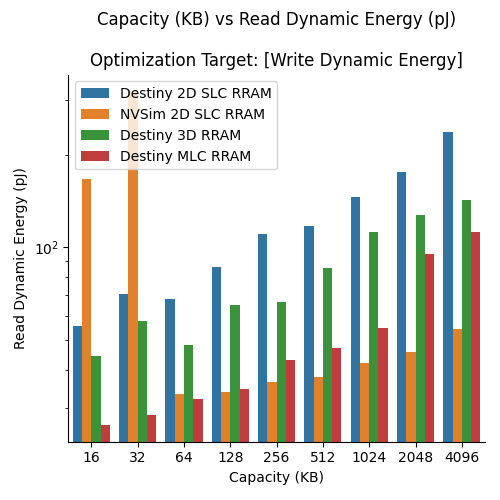 Capacity (KB) vs Read Dynamic Energy (pJ)
Optimization Target: [Write Dynamic Energy]
Destiny 2D SLC RRAM
NVSim 2D SLC RRAM
Destiny 3D RRAM
Destiny MLC RRAM
Read Dynamic Energy (pJ)
10²
16 32 64 128 256 512 1024 2048 4096
Capacity (KB)